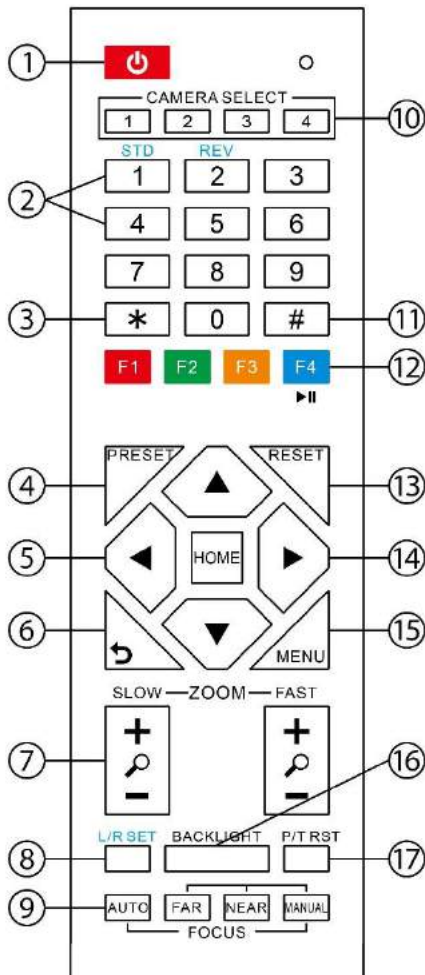 ①
CAMERA SELECT
1 2 3 4 ⑩
STD REV
② 1 2 3
4 5 6
7 8 9
③ * 0 # ⑪
F1 F2 F3 F4 ⑫
④ PRESET RESET ⑬
⑤ HOME ⑭
⑥ MENU ⑮
SLOW ZOOM FAST
⑦ + + ⑯
− −
L/R SET BACKLIGHT P/T RST
⑧ ⑰
⑨ AUTO FAR NEAR MANUAL
FOCUS